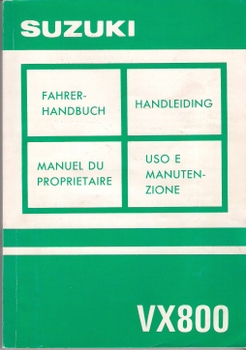 SUZUKI
FAHRER-
HANDBUCH
HANDLEIDING
MANUEL DU
PROPRIETAIRE
USO E
MANUTEN-
ZIONE
VX800